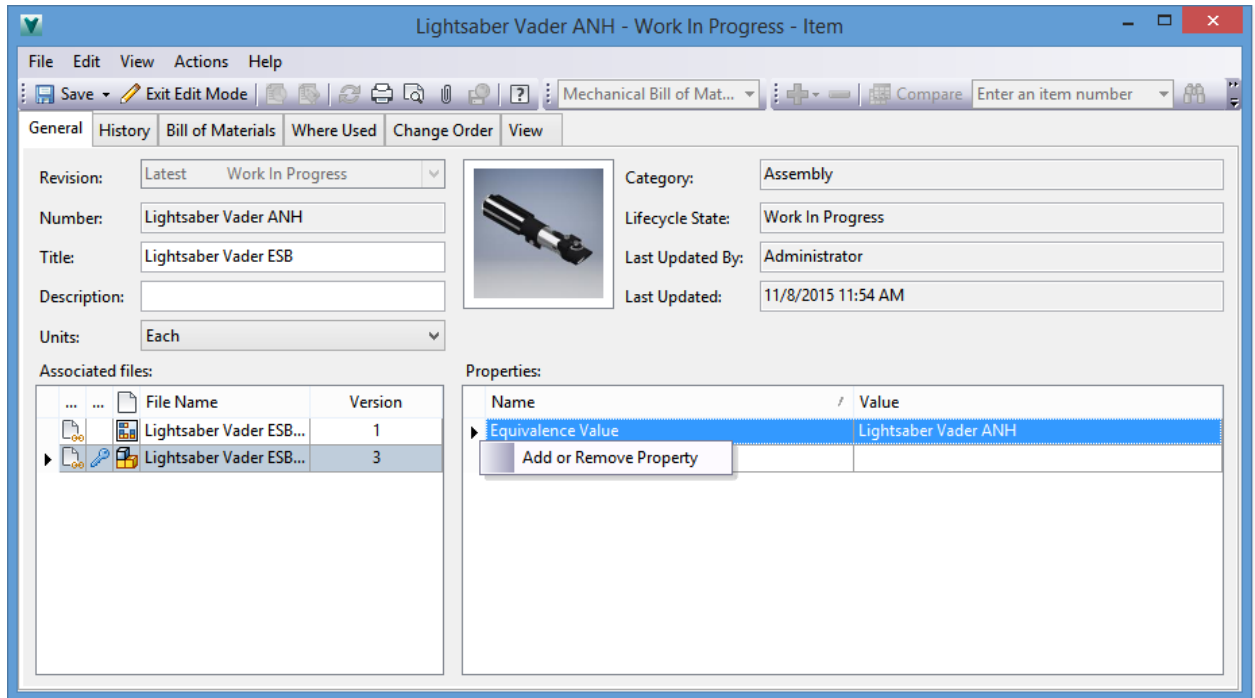 Lightsaber Vader ANH - Work In Progress - Item
File Edit View Actions Help
Save Exit Edit Mode Mechanical Bill of Mat... Compare Enter an item number
General History Bill of Materials Where Used Change Order View
Revision: Latest Work In Progress Category: Assembly
Number: Lightsaber Vader ANH Lifecycle State: Work In Progress
Title: Lightsaber Vader ESB Last Updated By: Administrator
Description: Last Updated: 11/8/2015 11:54 AM
Units: Each
Associated files: Properties:
... ... File Name Version Name Value
Lightsaber Vader ESB... 1 Equivalence Value Lightsaber Vader ANH
Lightsaber Vader ESB... 3 Add or Remove Property